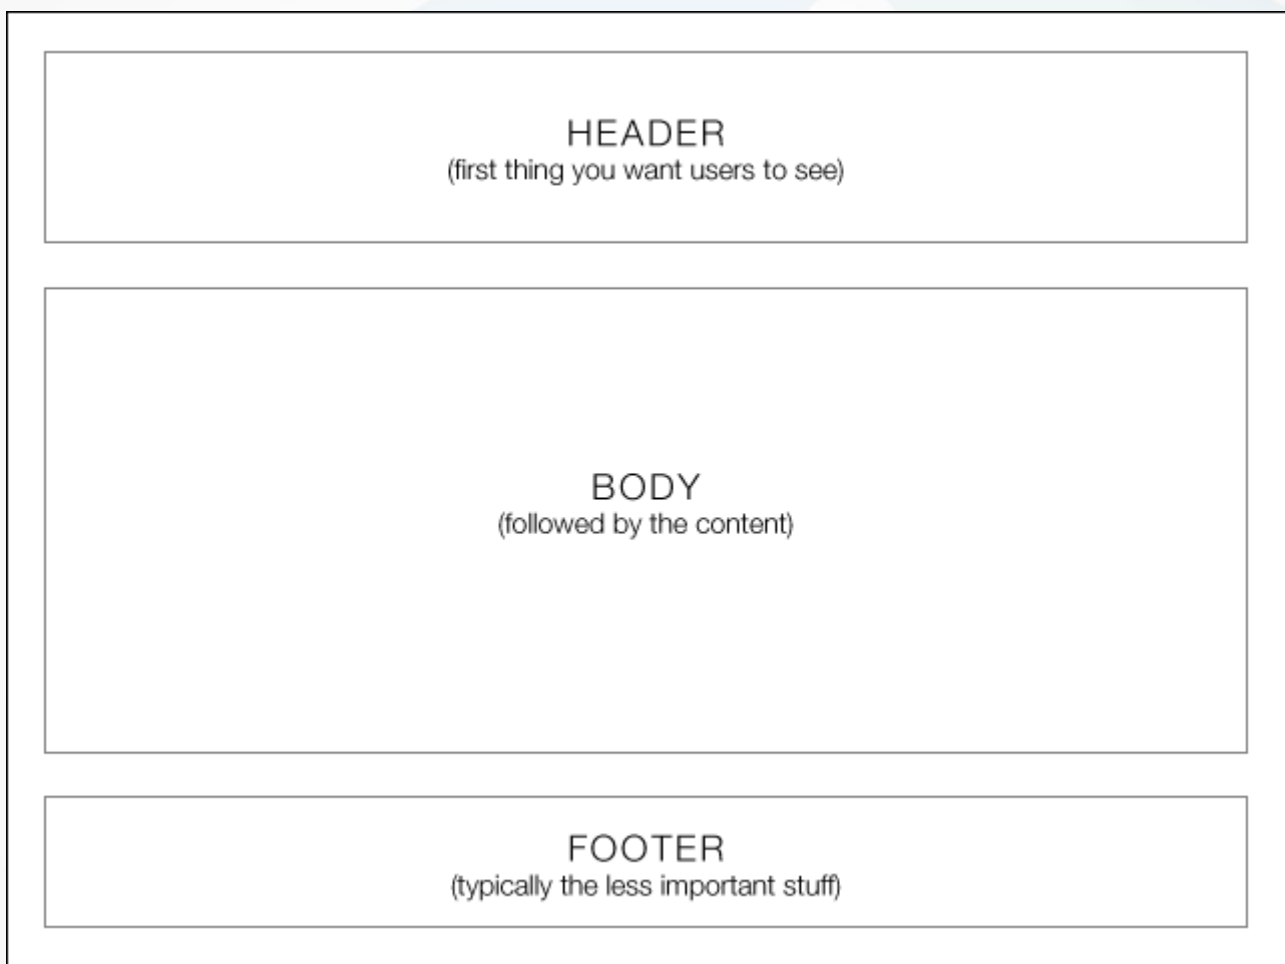 HEADER
(first thing you want users to see)
BODY
(followed by the content)
FOOTER
(typically the less important stuff)